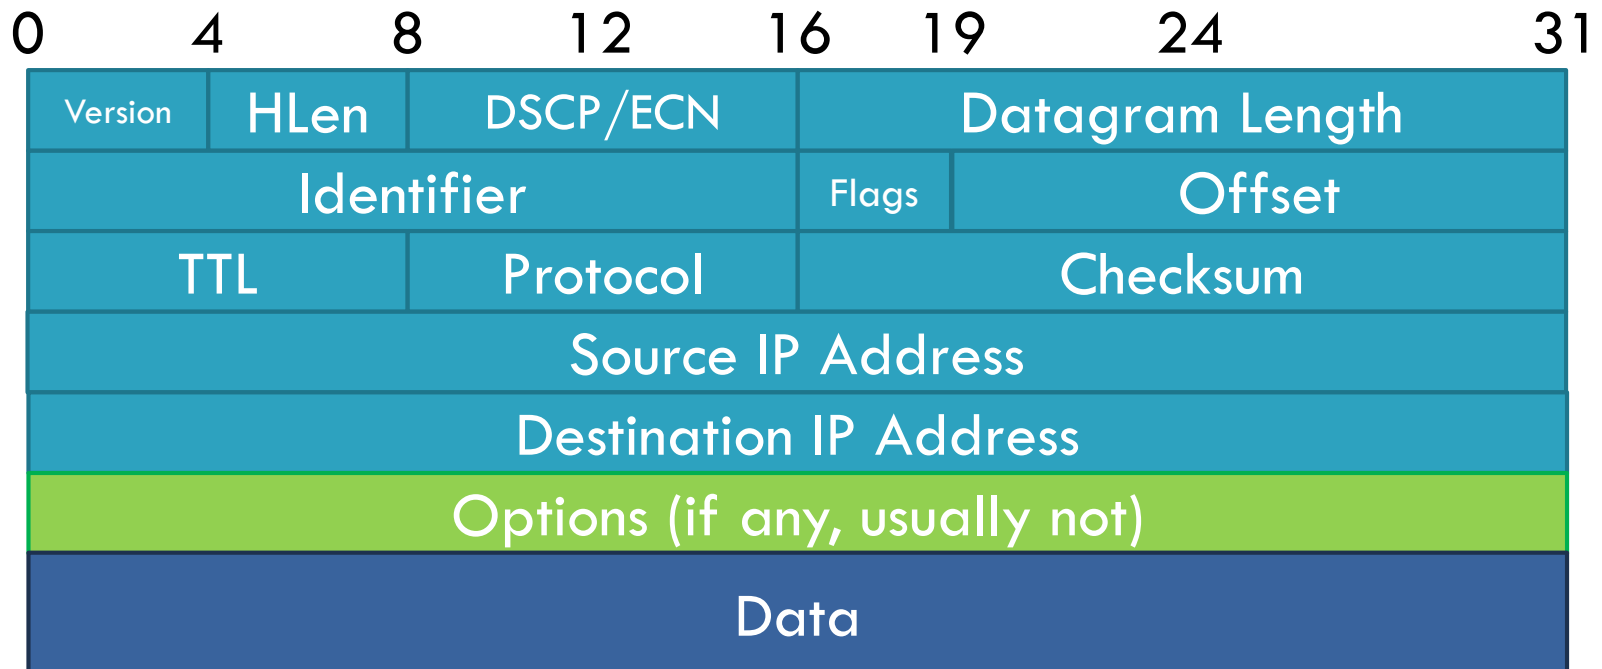 0 4 8 12 16 19 24 31
Version HLen DSCP/ECN Datagram Length
Identifier Flags Offset
TTL Protocol Checksum
Source IP Address
Destination IP Address
Options (if any, usually not)
Data